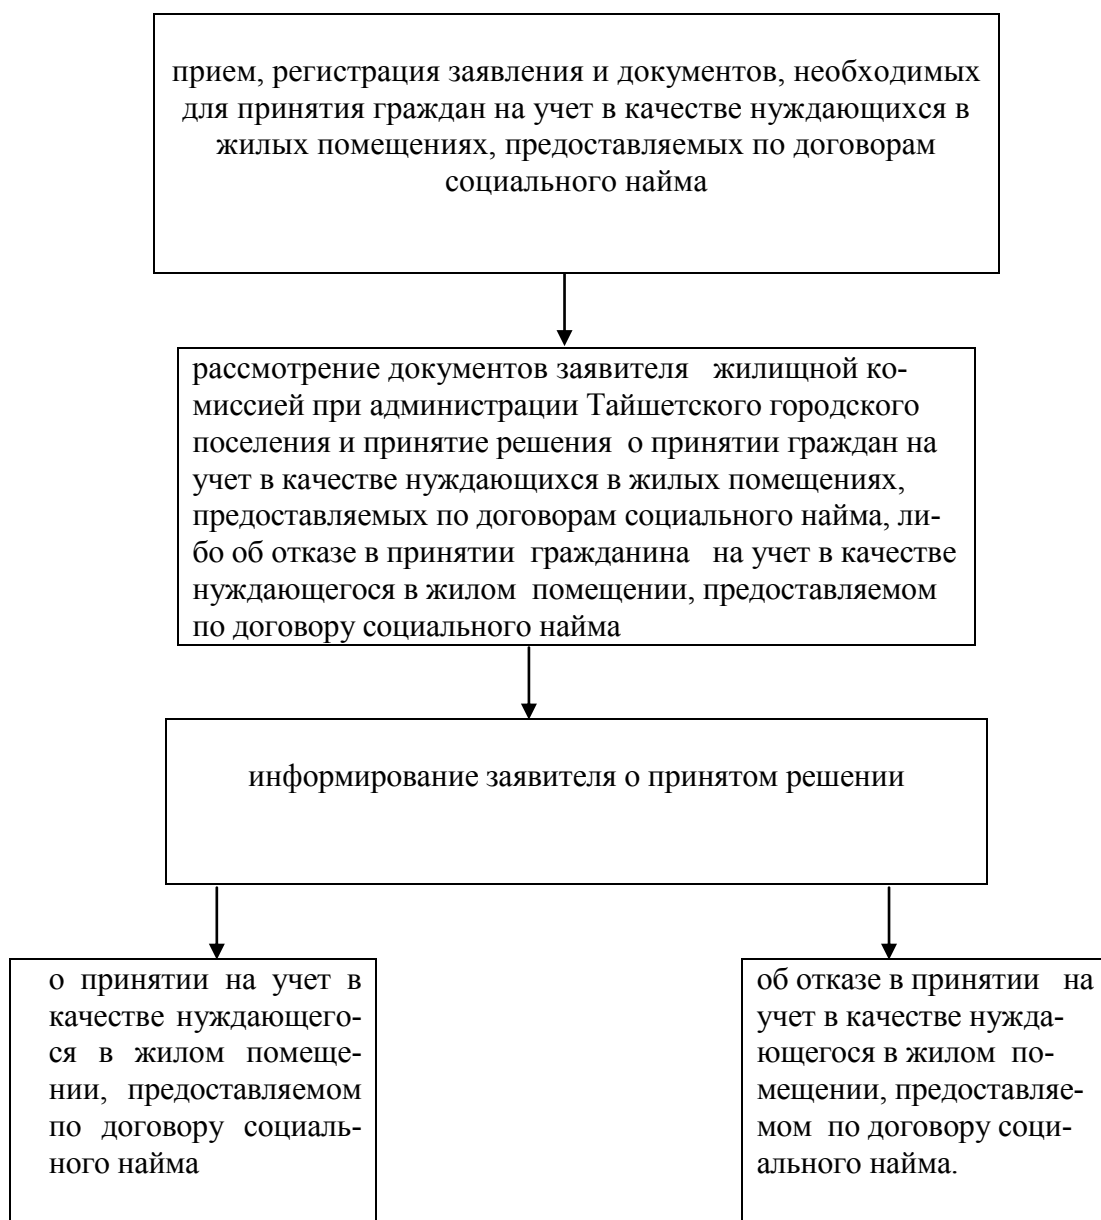 прием, регистрация заявления и документов, необходимых
для принятия граждан на учет в качестве нуждающихся в
жилых помещениях, предоставляемых по договорам
социального найма
рассмотрение документов заявителя жилищной ко-
миссией при администрации Тайшетского городского
поселения и принятие решения о принятии граждан на
учет в качестве нуждающихся в жилых помещениях,
предоставляемых по договорам социального найма, ли-
бо об отказе в принятии гражданина на учет в качестве
нуждающегося в жилом помещении, предоставляемом
по договору социального найма
информирование заявителя о принятом решении
о принятии на учет в
качестве нуждающего-
ся в жилом помеще-
нии, предоставляемом
по договору социаль-
ного найма
об отказе в принятии на
учет в качестве нужда-
ющегося в жилом по-
мещении, предоставляе-
мом по договору соци-
ального найма.